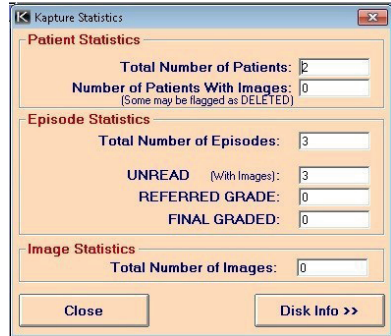 Kapture Statistics
Patient Statistics
Total Number of Patients: 2
Number of Patients With Images: 0
(Some may be flagged as DELETED)
Episode Statistics
Total Number of Episodes: 3
UNREAD (With Images): 3
REFERRED GRADE: 0
FINAL GRADED: 0
Image Statistics
Total Number of Images: 0
Close Disk Info >>